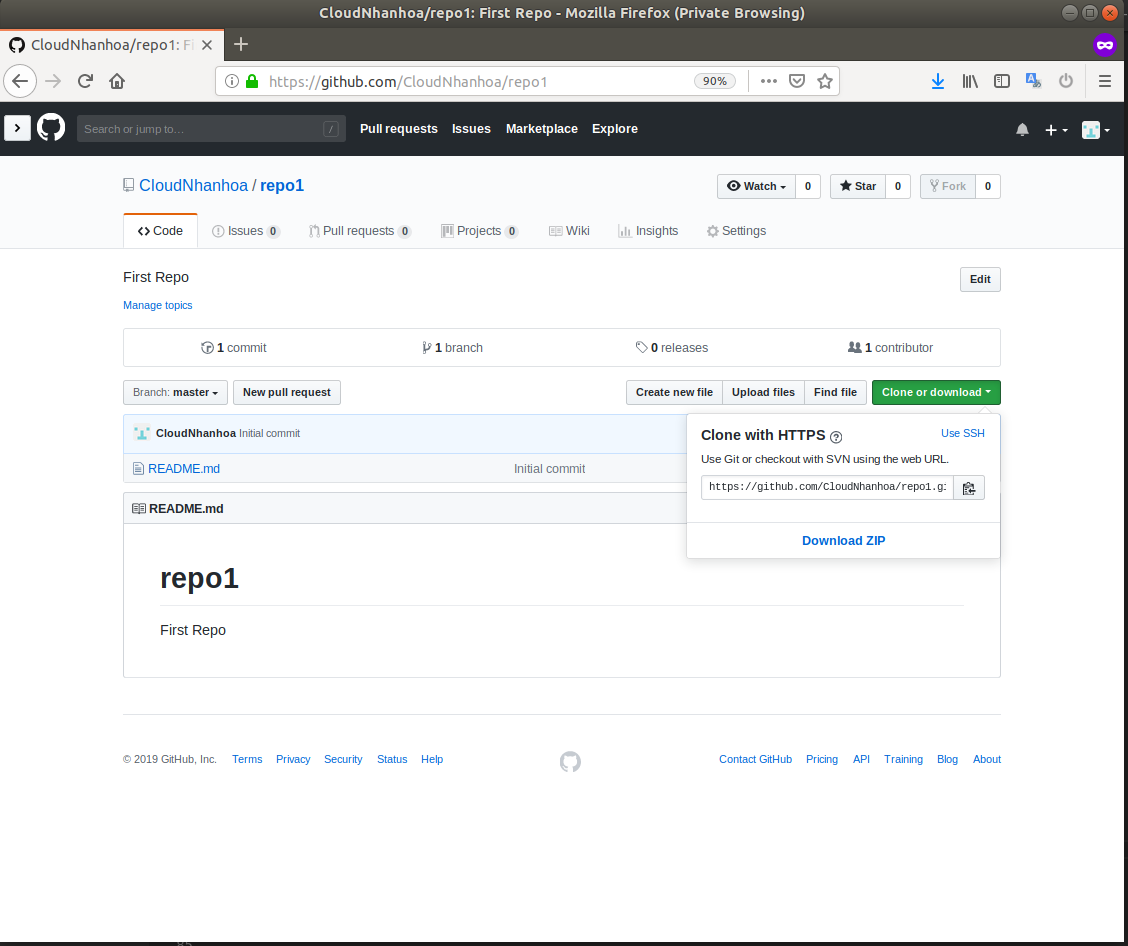 CloudNhanhoa/repo1: First Repo - Mozilla Firefox (Private Browsing)
CloudNhanhoa/repo1: Fi
https://github.com/CloudNhanhoa/repo1 90%
Search or jump to… / Pull requests Issues Marketplace Explore
CloudNhanhoa / repo1 Watch 0 Star 0 Fork 0
Code Issues 0 Pull requests 0 Projects 0 Wiki Insights Settings
First Repo Edit
Manage topics
1 commit 1 branch 0 releases 1 contributor
Branch: master New pull request Create new file Upload files Find file Clone or download
CloudNhanhoa Initial commit
README.md Initial commit
README.md
Clone with HTTPS ? Use SSH
Use Git or checkout with SVN using the web URL.
https://github.com/CloudNhanhoa/repo1.gi
Download ZIP
repo1
First Repo
© 2019 GitHub, Inc. Terms Privacy Security Status Help Contact GitHub Pricing API Training Blog About